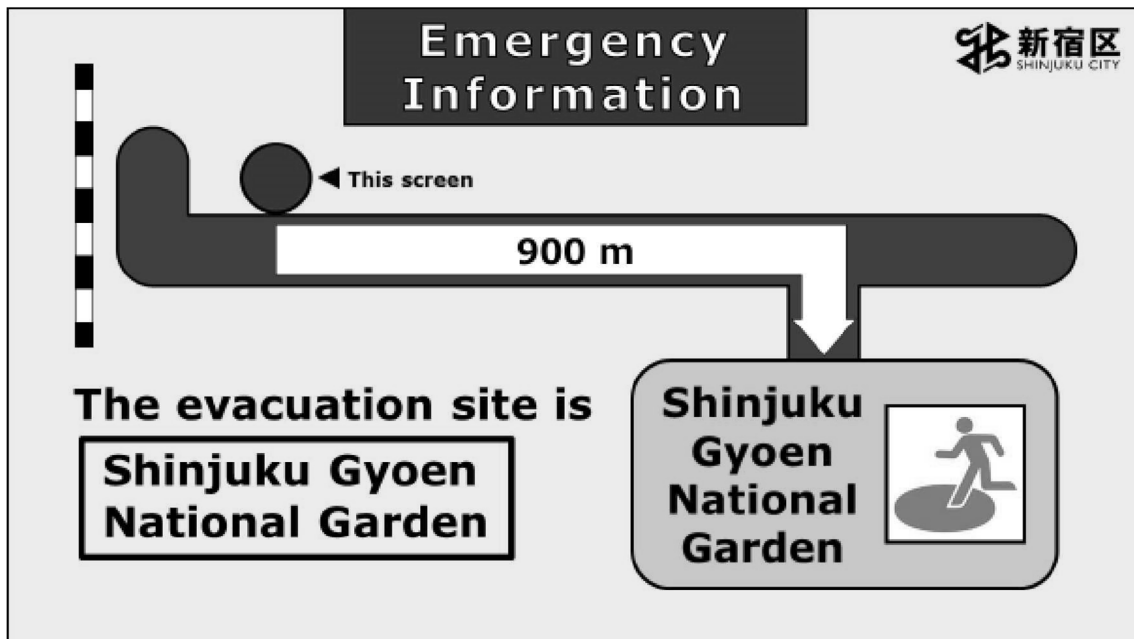 Emergency
Information
新宿区
SHINJUKU CITY
This screen
900 m
The evacuation site is
Shinjuku Gyoen
National Garden
Shinjuku
Gyoen
National
Garden